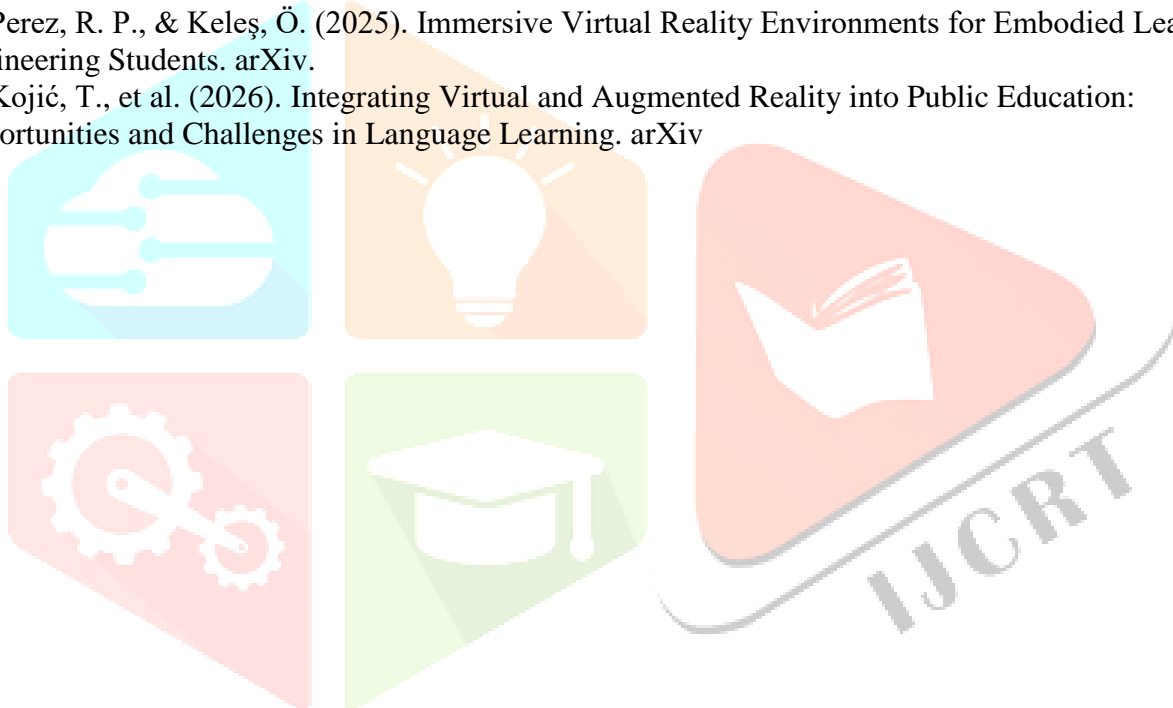 Perez, R. P., & Keleş, Ö. (2025). Immersive Virtual Reality Environments for Embodied Lea
ineering Students. arXiv.
Kojić, T., et al. (2026). Integrating Virtual and Augmented Reality into Public Education:
ortunities and Challenges in Language Learning. arXiv
IJCRT